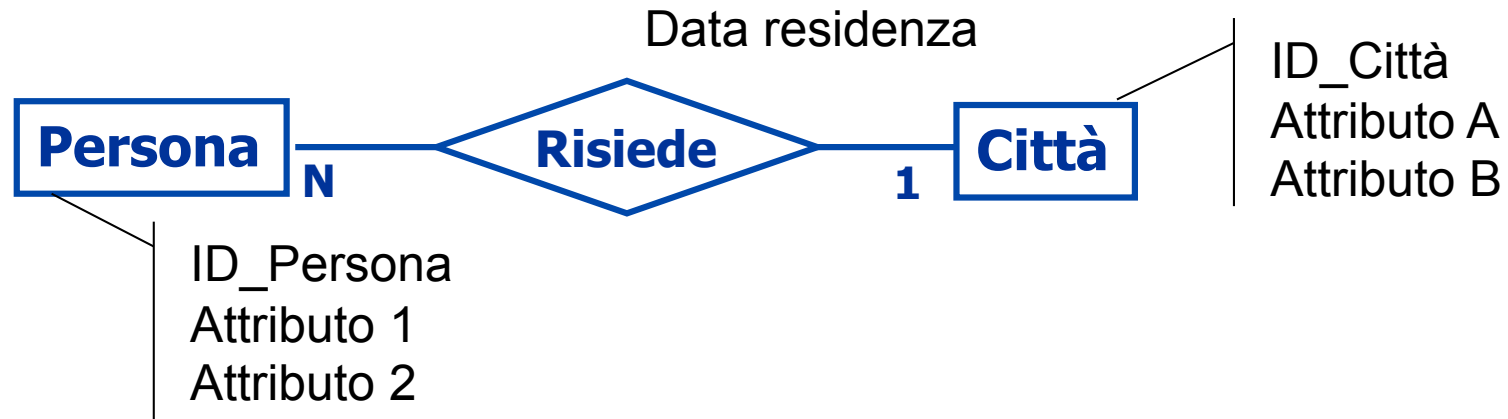 Data residenza
Persona
N
Risiede
1
Città
ID_Città
Attributo A
Attributo B
ID_Persona
Attributo 1
Attributo 2